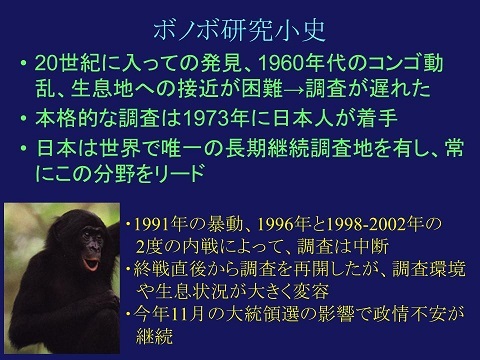 ボノボ研究小史
• 20世紀に入っての発見、1960年代のコンゴ動
乱、生息地への接近が困難→調査が遅れた
• 本格的な調査は1973年に日本人が着手
• 日本は世界で唯一の長期継続調査地を有し、常
にこの分野をリード
・1991年の暴動、1996年と1998-2002年の
2度の内戦によって、調査は中断
・終戦直後から調査を再開したが、調査環境
や生息状況が大きく変容
・今年11月の大統領選の影響で政情不安が
継続